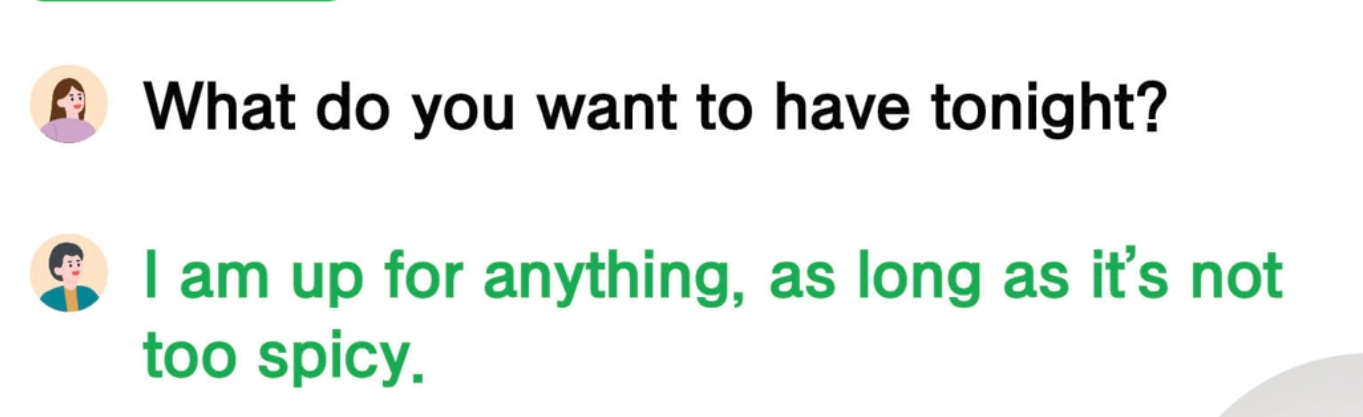 What do you want to have tonight?
I am up for anything, as long as it’s not
too spicy.